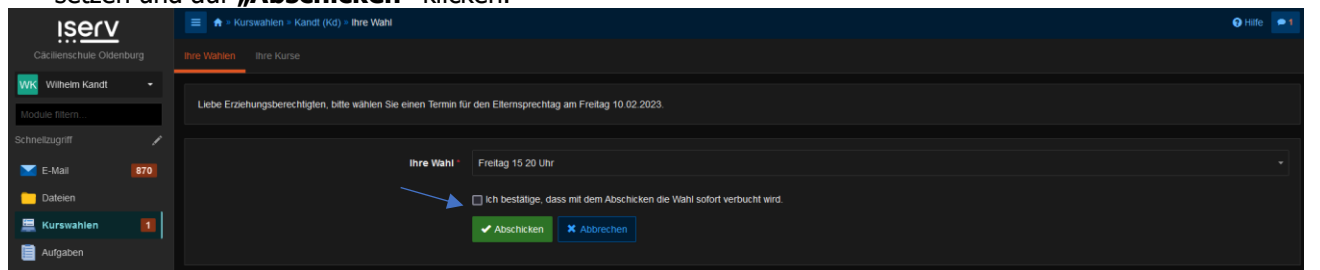 setzen und auf „Abschicken“ klicken.
IServ
Cäcilienschule Oldenburg
WK Wilhelm Kandt
Module filtern...
Schnellzugriff
E-Mail 870
Dateien
Kurswahlen 1
Aufgaben
» Kurswahlen » Kandt (Kd) » Ihre Wahl
Hilfe 1
Ihre Wahlen Ihre Kurse
Liebe Erziehungsberechtigten, bitte wählen Sie einen Termin für den Elternsprechtag am Freitag 10.02.2023.
Ihre Wahl * Freitag 15 20 Uhr
Ich bestätige, dass mit dem Abschicken die Wahl sofort verbucht wird.
Abschicken Abbrechen